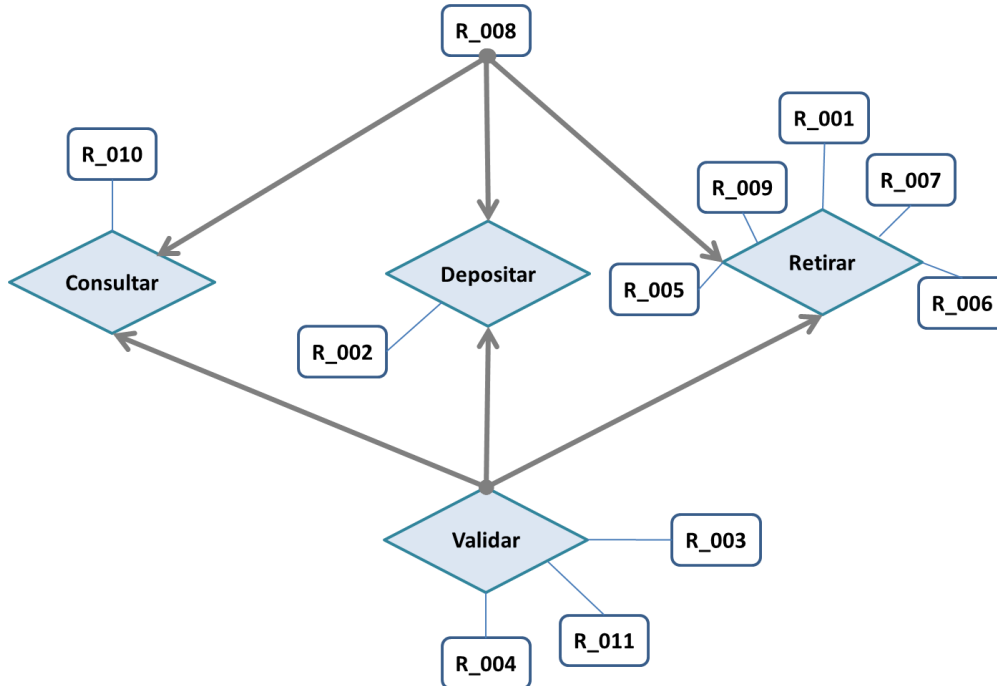 R_008
R_001
R_010
R_007
R_009
Consultar
Depositar
Retirar
R_005
R_006
R_002
Validar
R_003
R_011
R_004